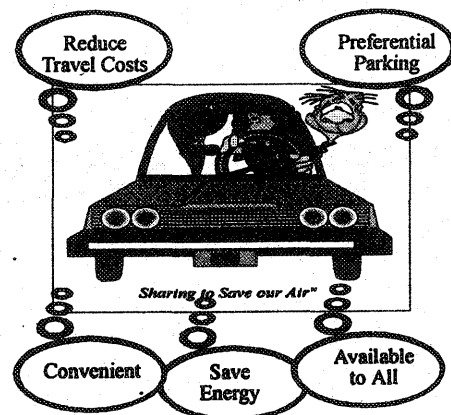 Reduce
Travel Costs
Preferential
Parking
Sharing to Save our Air"
Convenient
Save
Energy
Available
to All